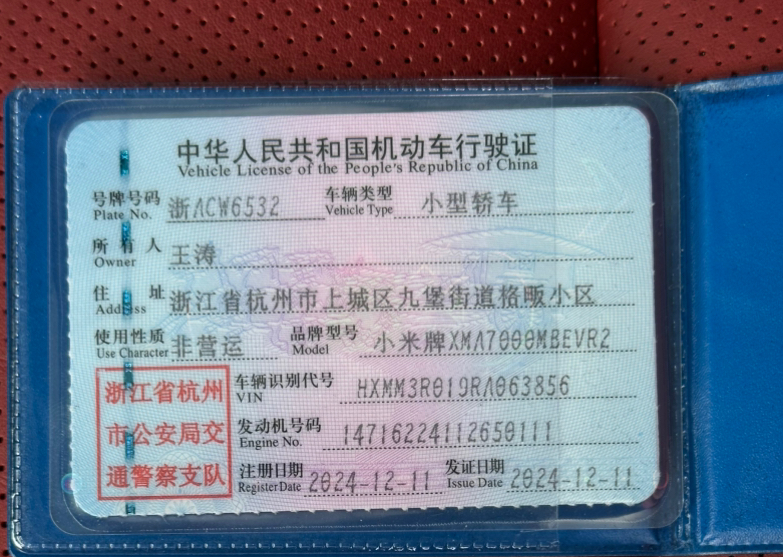 中华人民共和国机动车行驶证
Vehicle License of the People's Republic of China
号牌号码 浙ACW6532 车辆类型 小型轿车
Plate No. Vehicle Type
所有人 王涛
Owner
住址 浙江省杭州市上城区九堡街道格畈小区
Address
使用性质 非营运 品牌型号 小米牌XMA7000MBEVR2
Use Character Model
浙江省杭州 车辆识别代号 HXMM3R019RA063856
VIN
市公安局交 发动机号码 14716224112650111
Engine No.
通警察支队 注册日期 2024-12-11 发证日期 2024-12-11
Register Date Issue Date